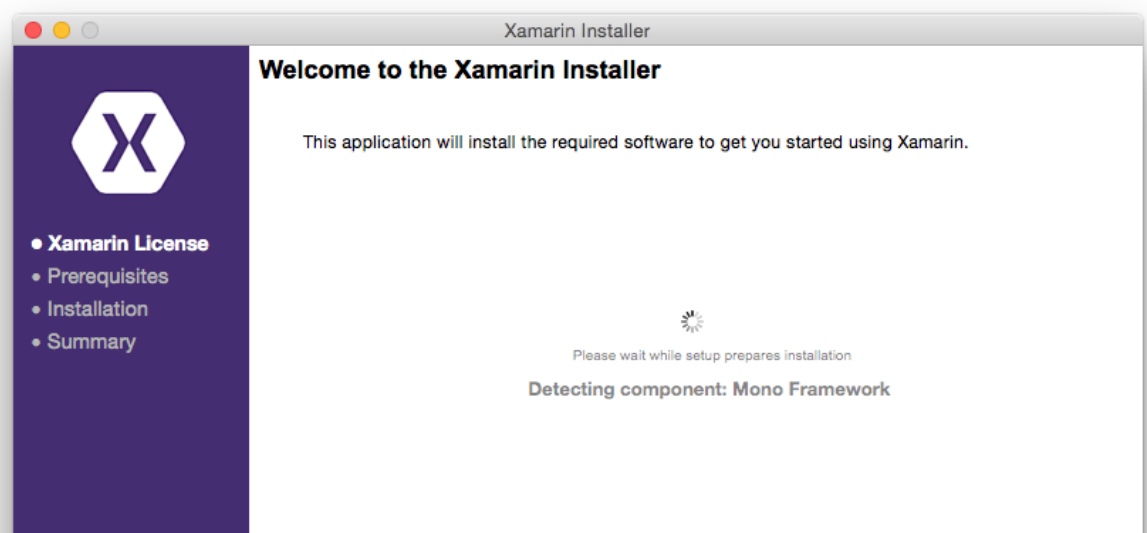 Xamarin Installer
Welcome to the Xamarin Installer
This application will install the required software to get you started using Xamarin.
• Xamarin License
• Prerequisites
• Installation
• Summary
Please wait while setup prepares installation
Detecting component: Mono Framework